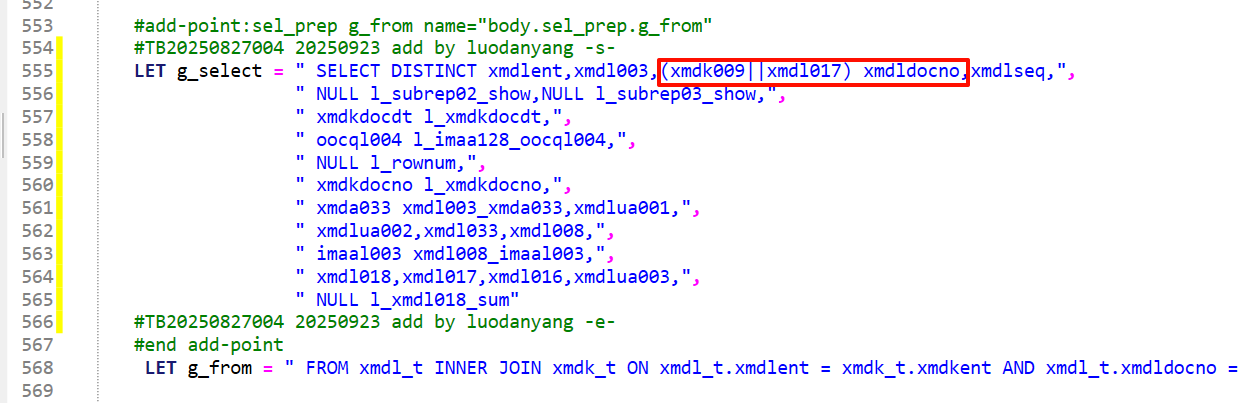 552
553 #add-point:sel_prep g_from name="body.sel_prep.g_from"
554 #TB20250827004 20250923 add by luodanyang -s-
555 LET g_select = " SELECT DISTINCT xmdlent,xmdl003,(xmdk009||xmdl017) xmdldocno,xmdlseq,",
556 " NULL l_subrep02_show,NULL l_subrep03_show,",
557 " xmdkdocdt l_xmdkdocdt,",
558 " oocql004 l_imaa128_oocql004,",
559 " NULL l_rownum,",
560 " xmdkdocno l_xmdkdocno,",
561 " xmda033 xmdl003_xmda033,xmdlua001,",
562 " xmdlua002,xmdl033,xmdl008,",
563 " imaal003 xmdl008_imaal003,",
564 " xmdl018,xmdl017,xmdl016,xmdlua003,",
565 " NULL l_xmdl018_sum"
566 #TB20250827004 20250923 add by luodanyang -e-
567 #end add-point
568 LET g_from = " FROM xmdl_t INNER JOIN xmdk_t ON xmdl_t.xmdlent = xmdk_t.xmdkent AND xmdl_t.xmdldocno =
569